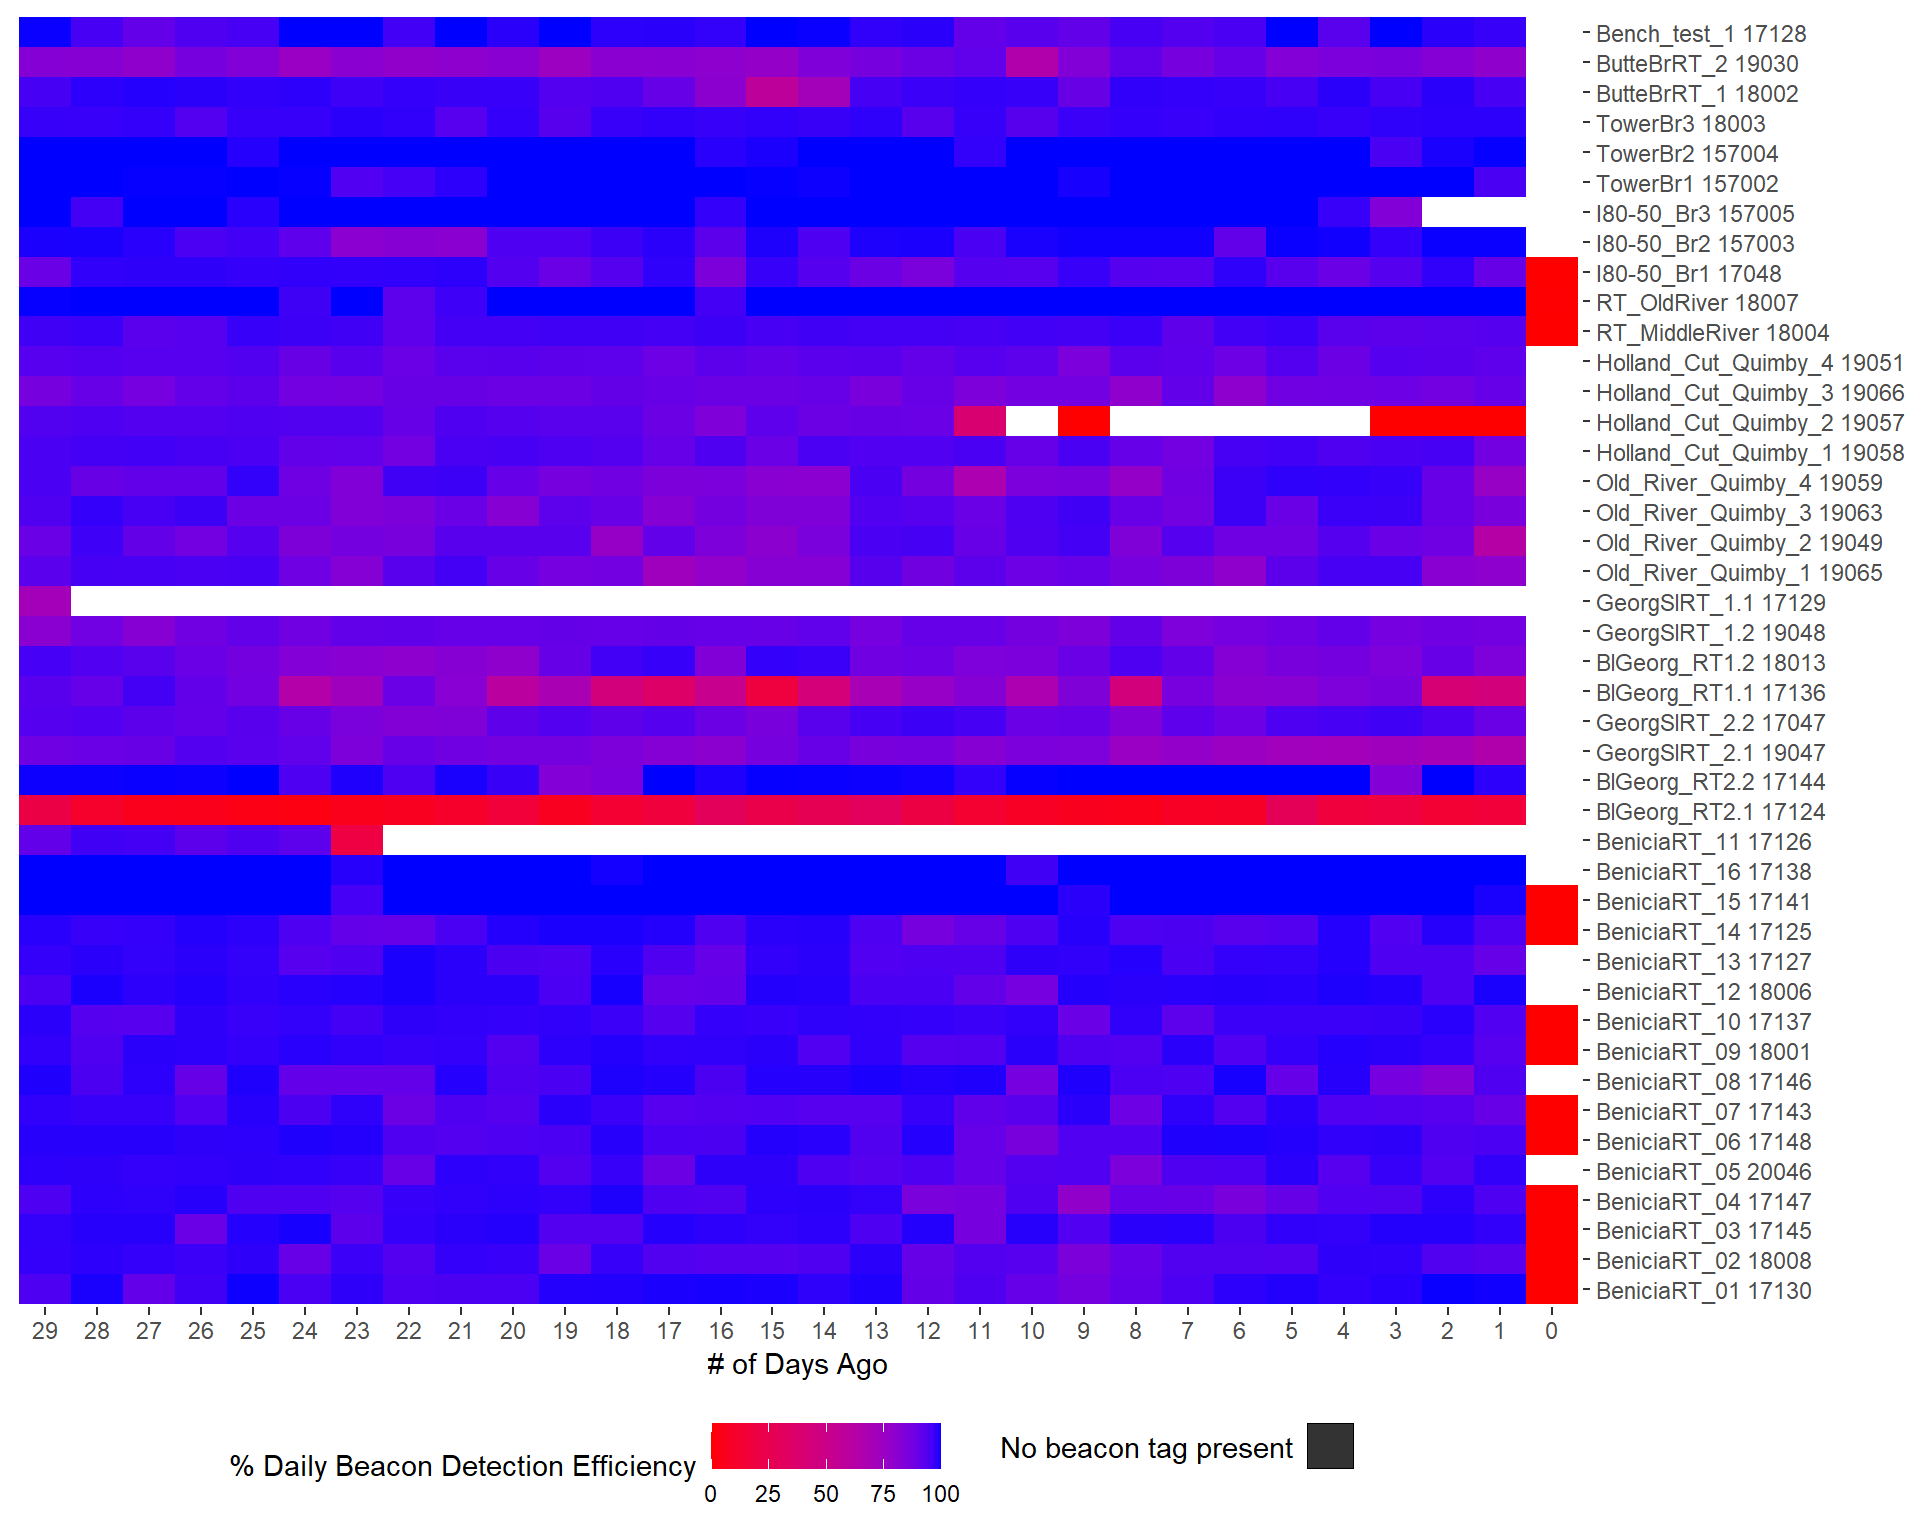 Bench_test_1 17128
ButteBrRT_2 19030
ButteBrRT_1 18002
TowerBr3 18003
TowerBr2 157004
TowerBr1 157002
I80-50_Br3 157005
I80-50_Br2 157003
I80-50_Br1 17048
RT_OldRiver 18007
RT_MiddleRiver 18004
Holland_Cut_Quimby_4 19051
Holland_Cut_Quimby_3 19066
Holland_Cut_Quimby_2 19057
Holland_Cut_Quimby_1 19058
Old_River_Quimby_4 19059
Old_River_Quimby_3 19063
Old_River_Quimby_2 19049
Old_River_Quimby_1 19065
GeorgSlRT_1.1 17129
GeorgSlRT_1.2 19048
BlGeorg_RT1.2 18013
BlGeorg_RT1.1 17136
GeorgSlRT_2.2 17047
GeorgSlRT_2.1 19047
BlGeorg_RT2.2 17144
BlGeorg_RT2.1 17124
BeniciaRT_11 17126
BeniciaRT_16 17138
BeniciaRT_15 17141
BeniciaRT_14 17125
BeniciaRT_13 17127
BeniciaRT_12 18006
BeniciaRT_10 17137
BeniciaRT_09 18001
BeniciaRT_08 17146
BeniciaRT_07 17143
BeniciaRT_06 17148
BeniciaRT_05 20046
BeniciaRT_04 17147
BeniciaRT_03 17145
BeniciaRT_02 18008
BeniciaRT_01 17130
29 28 27 26 25 24 23 22 21 20 19 18 17 16 15 14 13 12 11 10 9 8 7 6 5 4 3 2 1 0
# of Days Ago
% Daily Beacon Detection Efficiency
0 25 50 75 100
No beacon tag present